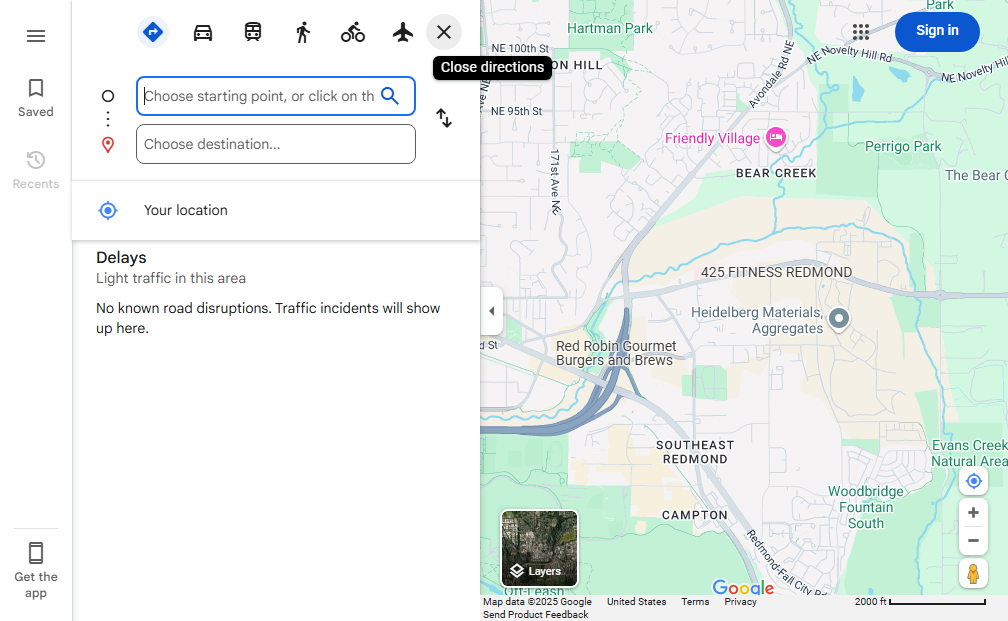 Saved
Recents
Get the
app
Close directions
Choose starting point, or click on th
Choose destination...
Your location
Delays
Light traffic in this area
No known road disruptions. Traffic incidents will show
up here.
Sign in
Park
Hartman Park
NE 100th St
ON HILL
NE Novelty Hill Rd
NE Novelty Hill
Avondale Rd NE
NE 95th St
171st Ave NE
Friendly Village
Perrigo Park
BEAR CREEK
The Bear C
425 FITNESS REDMOND
Heidelberg Materials,
Aggregates
d St
Red Robin Gourmet
Burgers and Brews
SOUTHEAST
REDMOND
Evans Creek
Natural Area
Woodbridge
Fountain
South
CAMPTON
Redmond-Fall City Rd
Layers
Off-Leash
Google
Map data ©2025 Google
United States
Terms
Privacy
2000 ft
Send Product Feedback